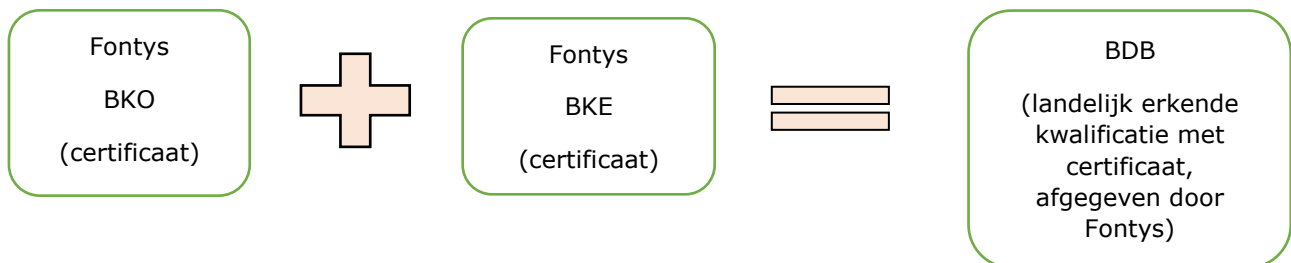 Fontys
BKO
(certificaat)
Fontys
BKE
(certificaat)
BDB
(landelijk erkende
kwalificatie met
certificaat,
afgegeven door
Fontys)